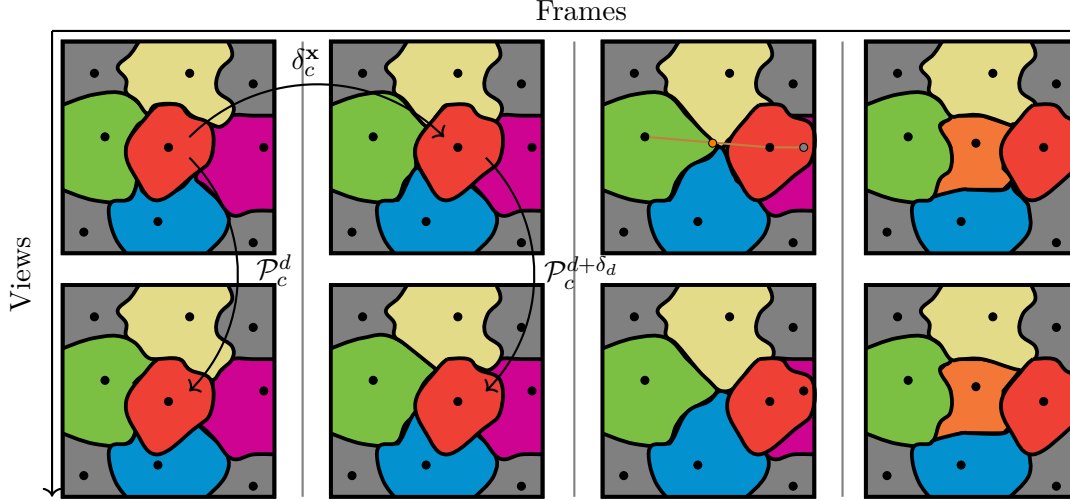 Frames
δ_c^𝐱
Views
𝒫_c^d
𝒫_c^{d+δ_d}